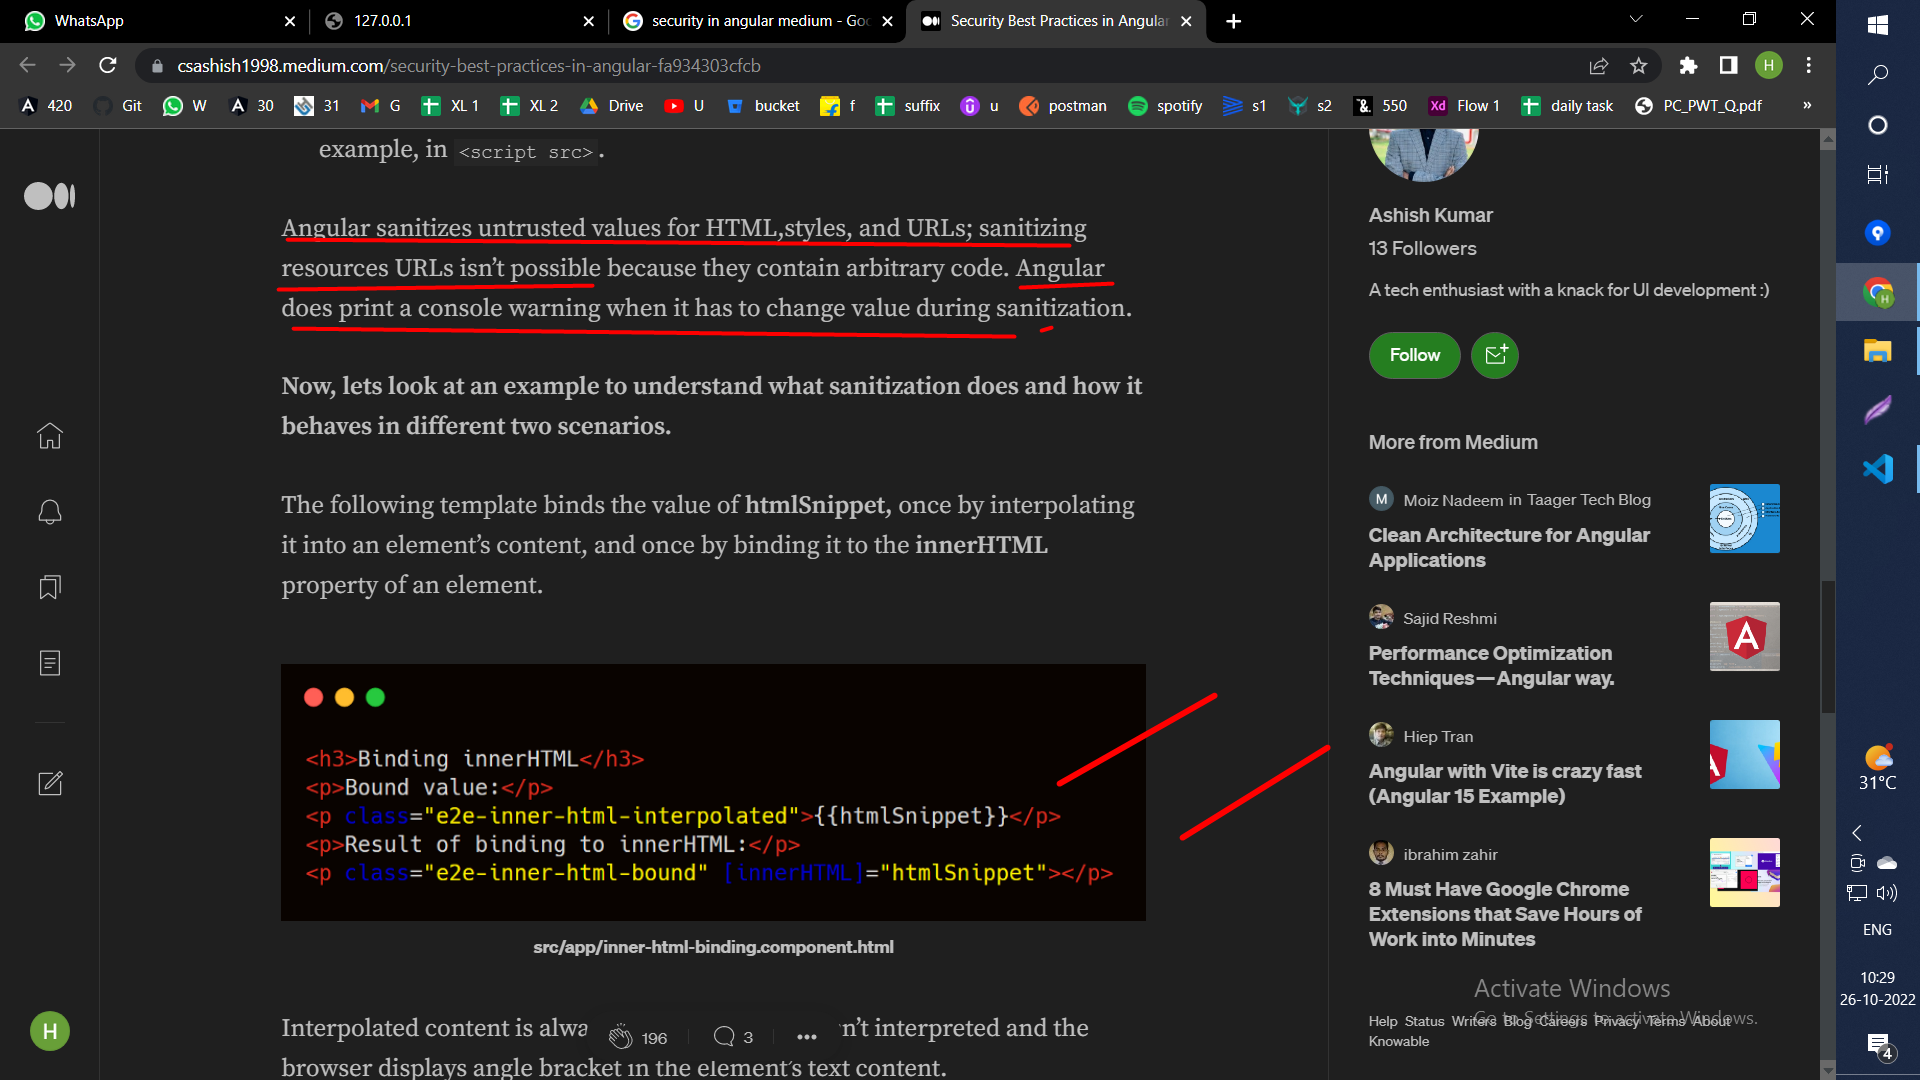 WhatsApp
127.0.0.1
security in angular medium - Goo
Security Best Practices in Angular
csashish1998.medium.com/security-best-practices-in-angular-fa934303cfcb
H
420
Git
W
30
31
G
XL 1
XL 2
Drive
U
bucket
f
suffix
u
postman
spotify
s1
s2
550
Xd
Flow 1
daily task
PC_PWT_Q.pdf
»
example, in <script src>.
Angular sanitizes untrusted values for HTML,styles, and URLs; sanitizing
resources URLs isn’t possible because they contain arbitrary code. Angular
does print a console warning when it has to change value during sanitization.
Now, lets look at an example to understand what sanitization does and how it
behaves in different two scenarios.
The following template binds the value of htmlSnippet, once by interpolating
it into an element’s content, and once by binding it to the innerHTML
property of an element.
<h3>Binding innerHTML</h3>
<p>Bound value:</p>
<p class="e2e-inner-html-interpolated">{{htmlSnippet}}</p>
<p>Result of binding to innerHTML:</p>
<p class="e2e-inner-html-bound" [innerHTML]="htmlSnippet"></p>
src/app/inner-html-binding.component.html
Interpolated content is alwa
n’t interpreted and the
browser displays angle bracket in the element’s text content.
196
3
H
Ashish Kumar
13 Followers
A tech enthusiast with a knack for UI development :)
Follow
More from Medium
M
Moiz Nadeem in Taager Tech Blog
Clean Architecture for Angular
Applications
Sajid Reshmi
Performance Optimization
Techniques — Angular way.
Hiep Tran
Angular with Vite is crazy fast
(Angular 15 Example)
ibrahim zahir
8 Must Have Google Chrome
Extensions that Save Hours of
Work into Minutes
Activate Windows
Go to Settings to activate Windows.
Help Status Writers Blog Careers Privacy Terms About
Knowable
31°C
ENG
10:29
26-10-2022
4